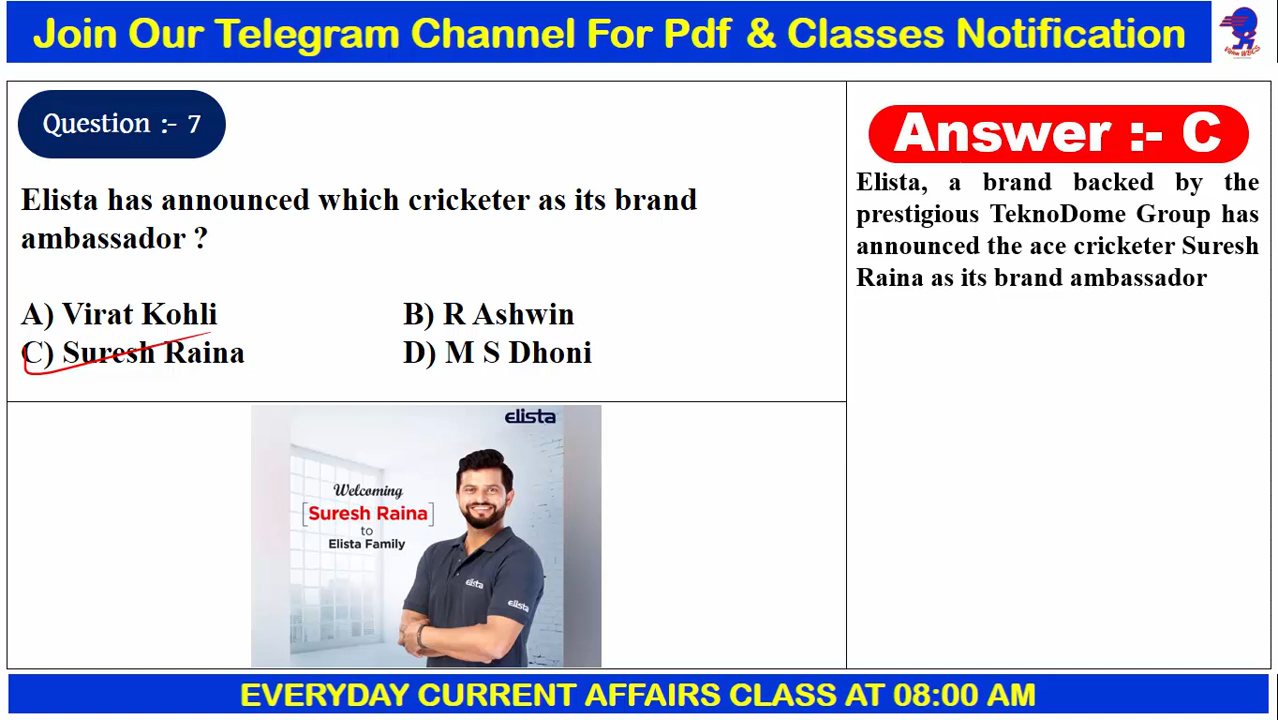 Join Our Telegram Channel For Pdf & Classes Notification
Question :- 7
Elista has announced which cricketer as its brand
ambassador ?
A) Virat Kohli
B) R Ashwin
C) Suresh Raina
D) M S Dhoni
Answer :- C
Elista, a brand backed by the
prestigious TeknoDome Group has
announced the ace cricketer Suresh
Raina as its brand ambassador
elista
Welcoming
[Suresh Raina]
to
Elista Family
elista
elista
EVERYDAY CURRENT AFFAIRS CLASS AT 08:00 AM